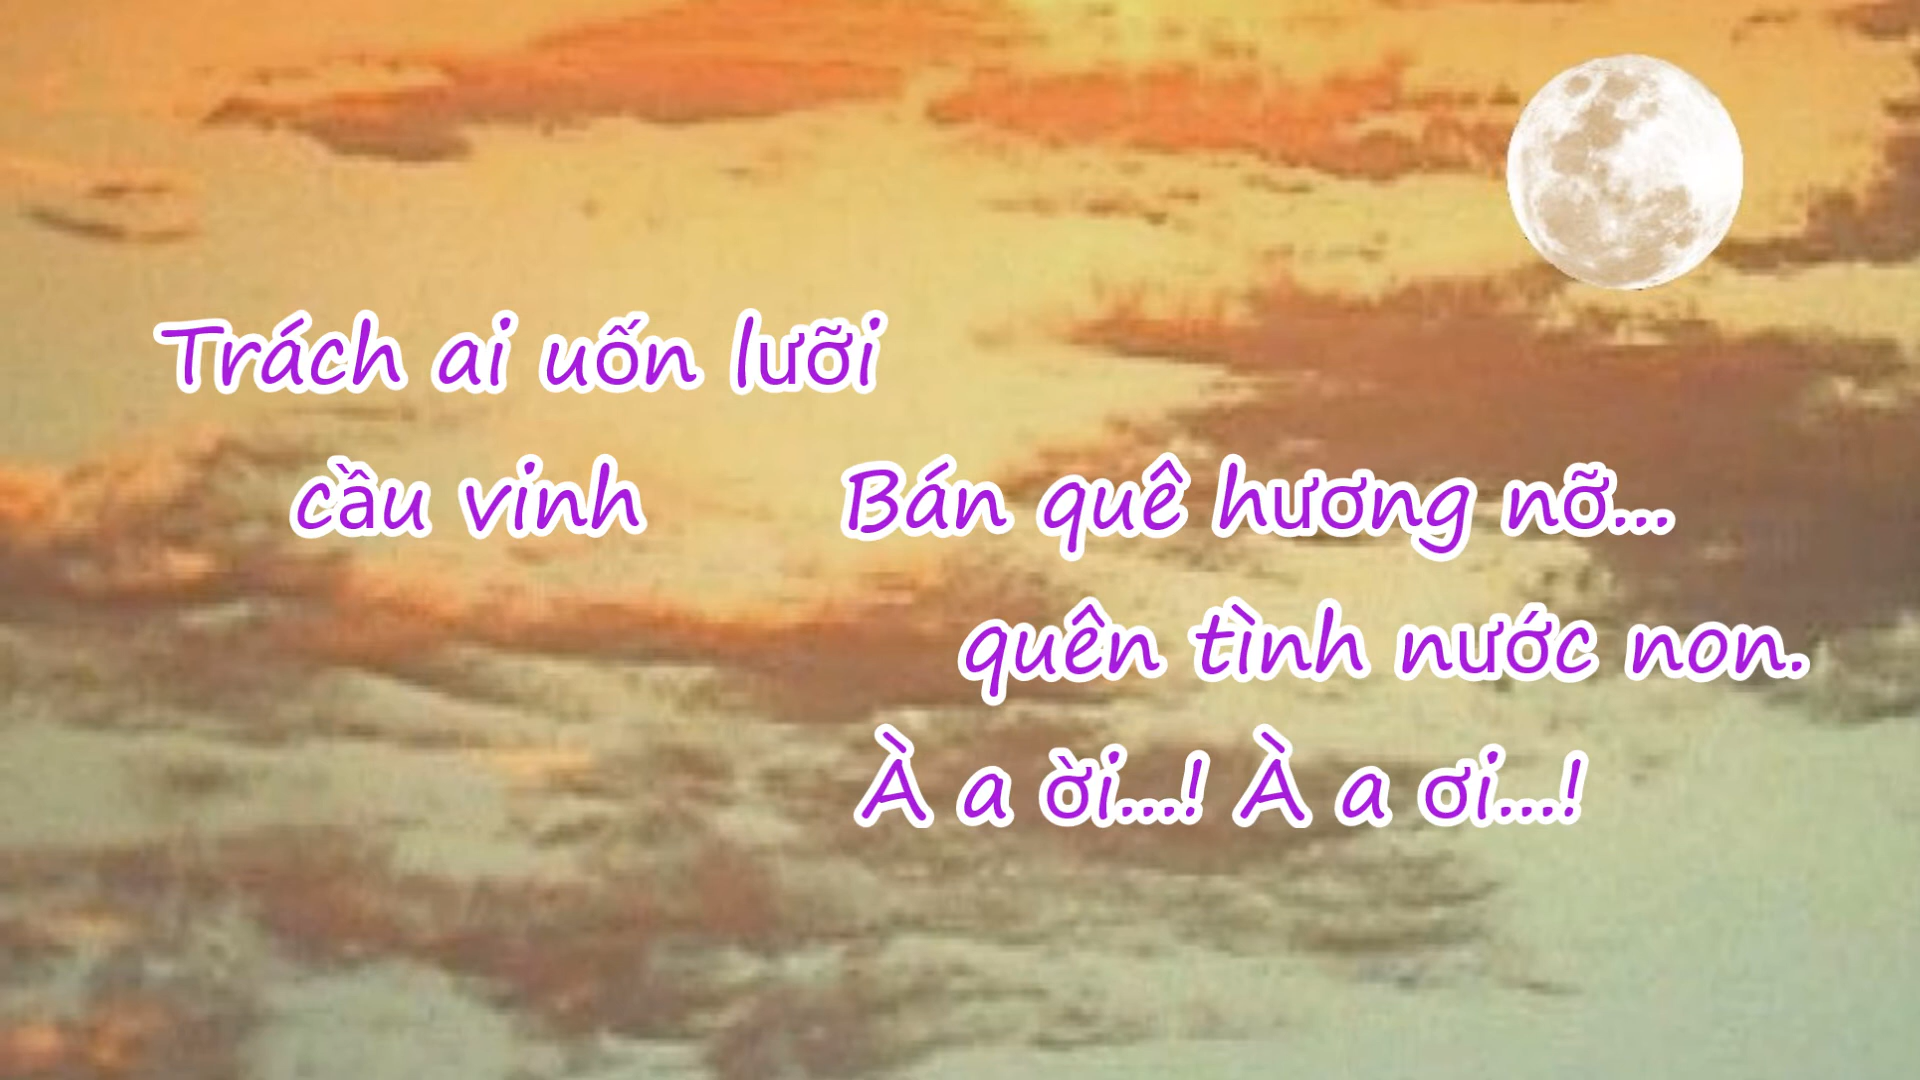 Trách ai uốn lưỡi
cầu vinh
Bán quê hương nỡ...
quên tình nước non.
À a ời...! À a ơi...!